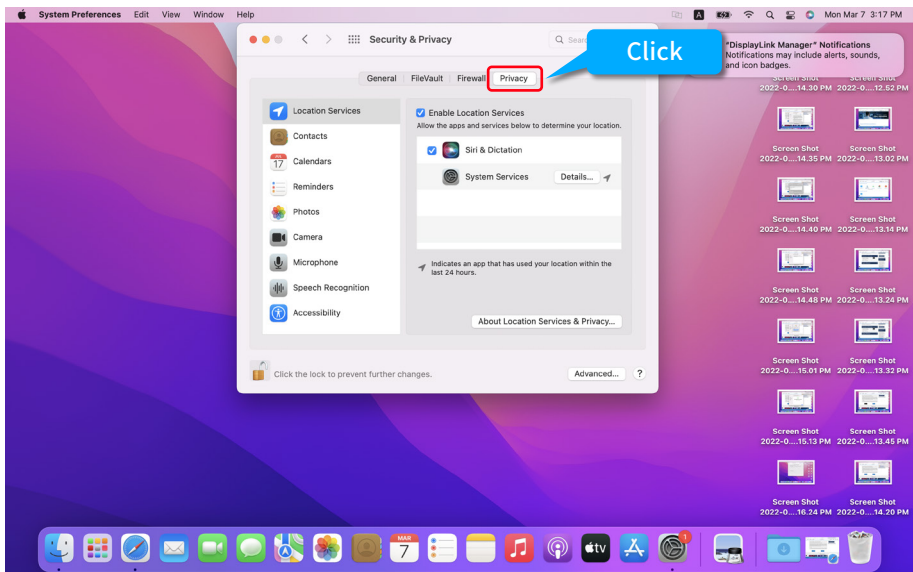 System Preferences Edit View Window Help
A Mon Mar 7 3:17 PM
Security & Privacy
Click
"DisplayLink Manager" Notifications
Notifications may include alerts, sounds,
and icon badges.
General FileVault Firewall Privacy
Location Services
Contacts
17
Calendars
Reminders
Photos
Camera
Microphone
Speech Recognition
Accessibility
Enable Location Services
Allow the apps and services below to determine your location.
Siri & Dictation
System Services Details...
Indicates an app that has used your location within the
last 24 hours.
About Location Services & Privacy...
Click the lock to prevent further changes.
Advanced... ?
Screen Shot Screen Shot
2022-0....14.30 PM 2022-0....12.52 PM
Screen Shot Screen Shot
2022-0....14.35 PM 2022-0....13.02 PM
Screen Shot Screen Shot
2022-0....14.40 PM 2022-0....13.14 PM
Screen Shot Screen Shot
2022-0....14.48 PM 2022-0....13.24 PM
Screen Shot Screen Shot
2022-0....15.01 PM 2022-0....13.32 PM
Screen Shot Screen Shot
2022-0....15.13 PM 2022-0....13.45 PM
Screen Shot Screen Shot
2022-0....16.24 PM 2022-0....14.20 PM
MAR
7
tv
1